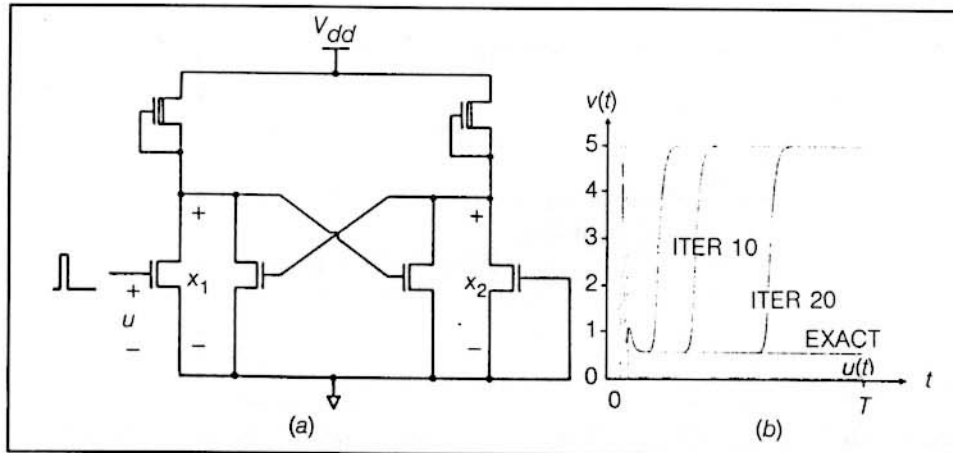 V_dd
+
x_1
−
+
u
−
+
x_2
−
(a)
v(t)
5
4
3
2
1
0
ITER 10
ITER 20
EXACT
u(t)
0
T
t
(b)